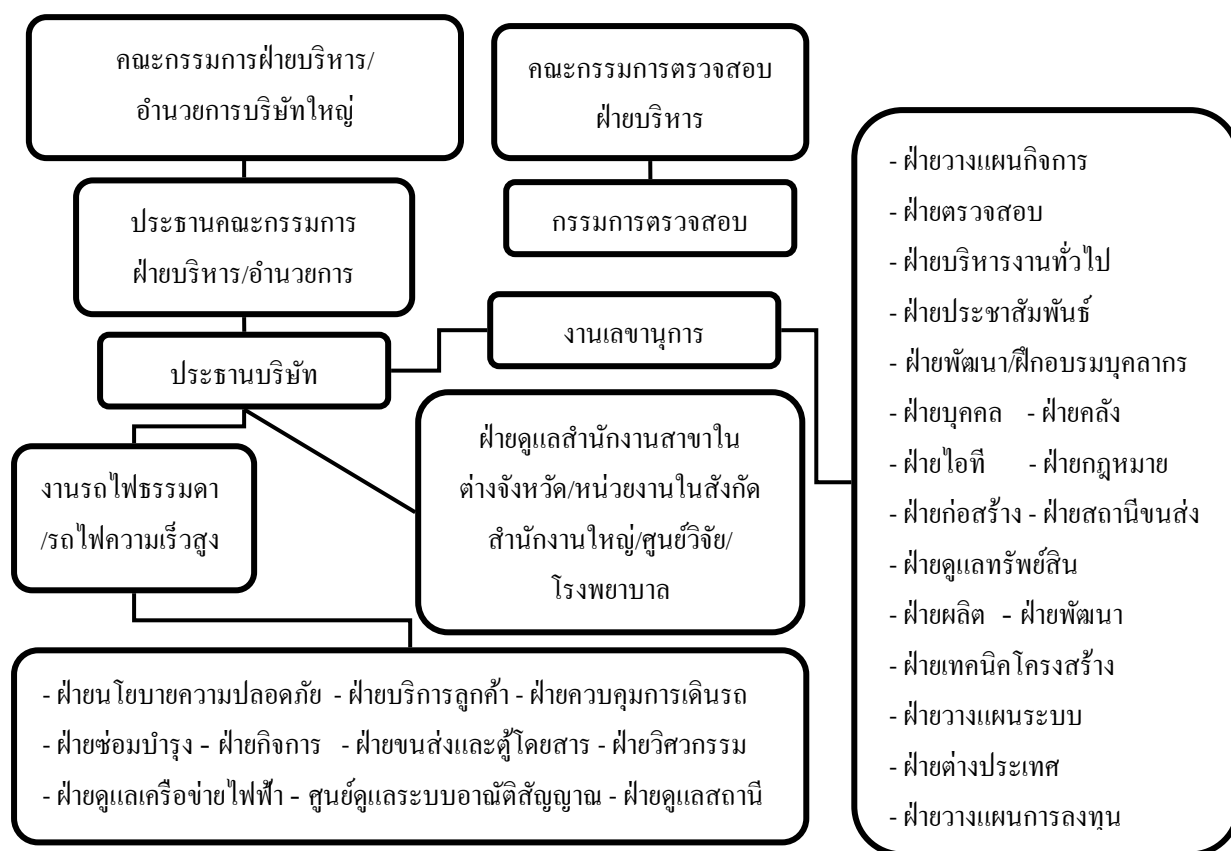 คณะกรรมการฝ่ายบริหาร/
อำนวยการบริษัทใหญ่
คณะกรรมการตรวจสอบ
ฝ่ายบริหาร
ประธานคณะกรรมการ
ฝ่ายบริหาร/อำนวยการ
กรรมการตรวจสอบ
งานเลขานุการ
ประธานบริษัท
งานรถไฟธรรมดา
/รถไฟความเร็วสูง
ฝ่ายดูแลสำนักงานสาขาใน
ต่างจังหวัด/หน่วยงานในสังกัด
สำนักงานใหญ่/ศูนย์วิจัย/
โรงพยาบาล
- ฝ่ายนโยบายความปลอดภัย - ฝ่ายบริการลูกค้า - ฝ่ายควบคุมการเดินรถ
- ฝ่ายซ่อมบำรุง - ฝ่ายกิจการ - ฝ่ายขนส่งและตู้โดยสาร - ฝ่ายวิศวกรรม
- ฝ่ายดูแลเครือข่ายไฟฟ้า - ศูนย์ดูแลระบบอาณัติสัญญาณ - ฝ่ายดูแลสถานี
- ฝ่ายวางแผนกิจการ
- ฝ่ายตรวจสอบ
- ฝ่ายบริหารงานทั่วไป
- ฝ่ายประชาสัมพันธ์
- ฝ่ายพัฒนา/ฝึกอบรมบุคลากร
- ฝ่ายบุคคล - ฝ่ายคลัง
- ฝ่ายไอที - ฝ่ายกฎหมาย
- ฝ่ายก่อสร้าง - ฝ่ายสถานีขนส่ง
- ฝ่ายดูแลทรัพย์สิน
- ฝ่ายผลิต - ฝ่ายพัฒนา
- ฝ่ายเทคนิคโครงสร้าง
- ฝ่ายวางแผนระบบ
- ฝ่ายต่างประเทศ
- ฝ่ายวางแผนการลงทุน